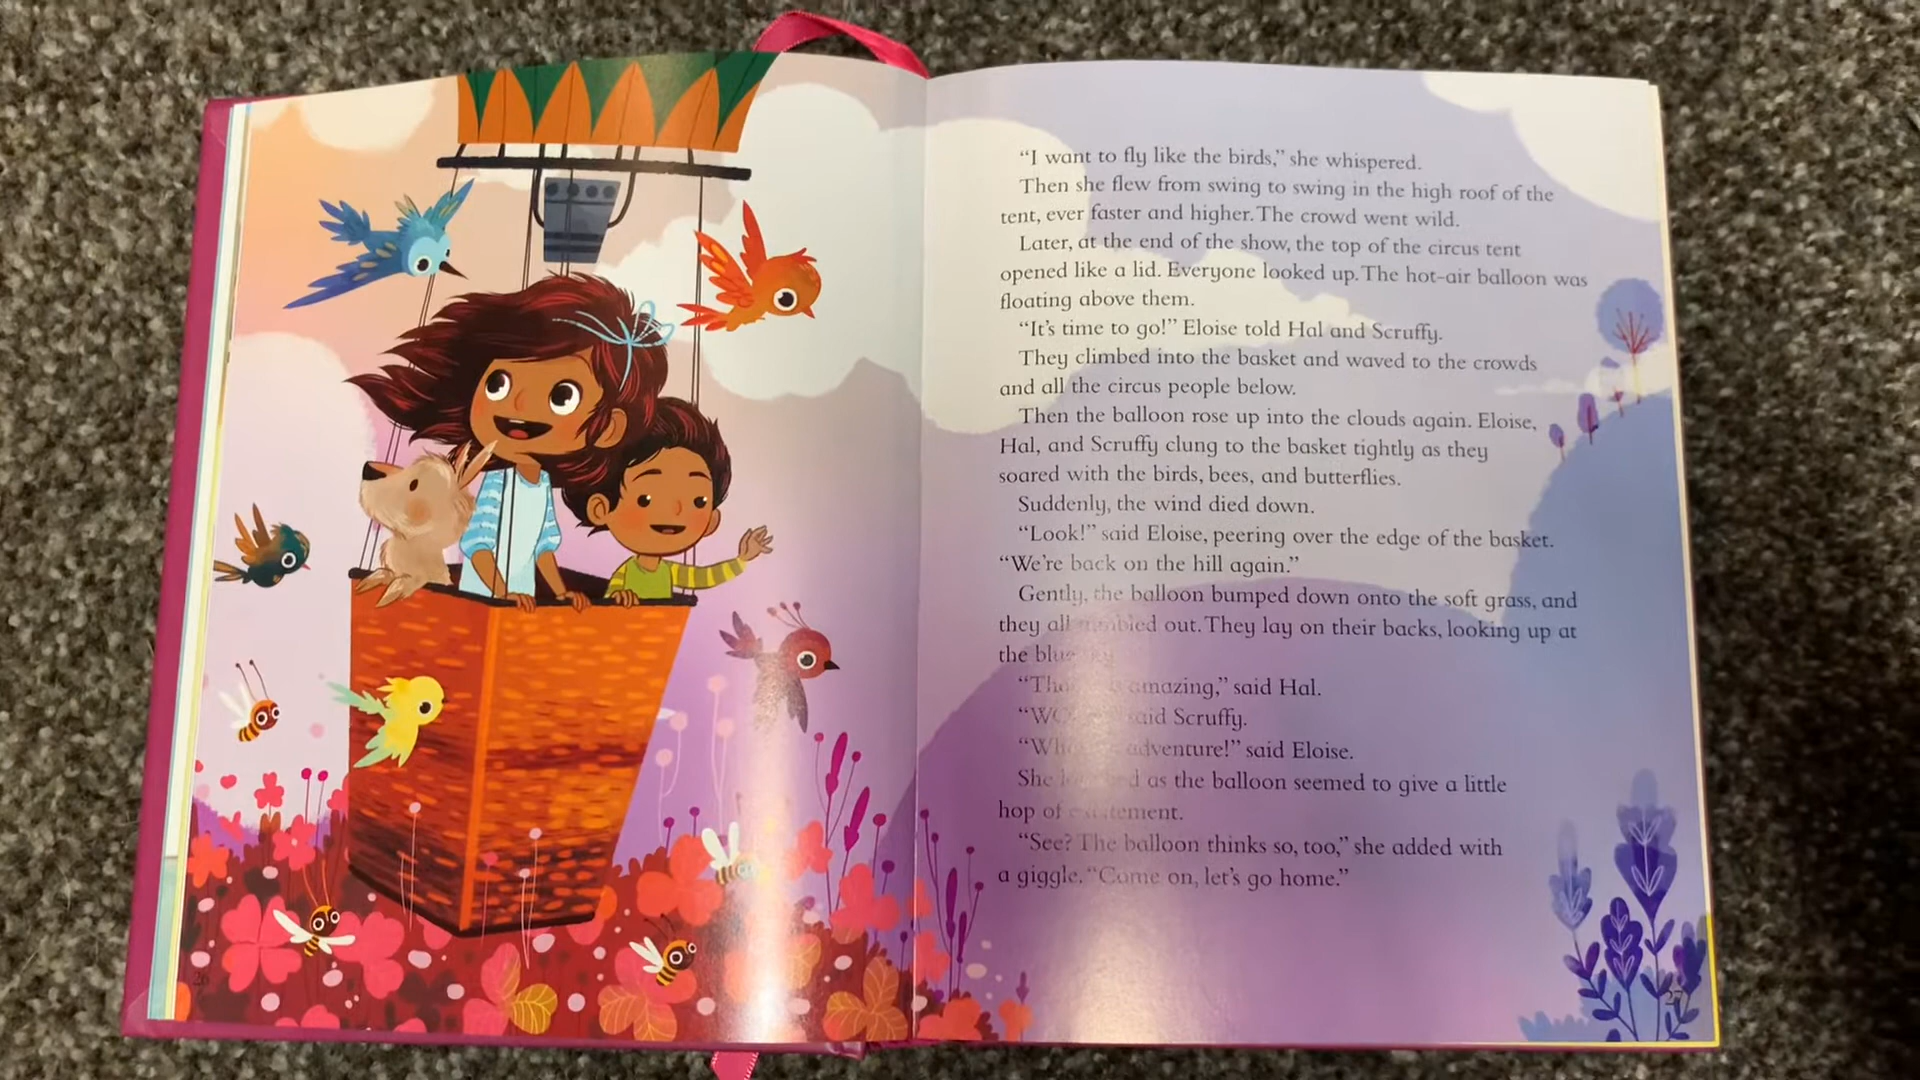 “I want to fly like the birds,” she whispered.
Then she flew from swing to swing in the high roof of the
tent, ever faster and higher. The crowd went wild.
Later, at the end of the show, the top of the circus tent
opened like a lid. Everyone looked up. The hot-air balloon was
floating above them.
“It’s time to go!” Eloise told Hal and Scruffy.
They climbed into the basket and waved to the crowds
and all the circus people below.
Then the balloon rose up into the clouds again. Eloise,
Hal, and Scruffy clung to the basket tightly as they
soared with the birds, bees, and butterflies.
Suddenly, the wind died down.
“Look!” said Eloise, peering over the edge of the basket.
“We’re back on the hill again.”
Gently, the balloon bumped down onto the soft grass, and
they all tumbled out. They lay on their backs, looking up at
the blue
amazing,” said Hal.
said Scruffy.
adventure!” said Eloise.
She as the balloon seemed to give a little
hop of excitement.
“See? The balloon thinks so, too,” she added with
a giggle. “Come on, let’s go home.”
26
27